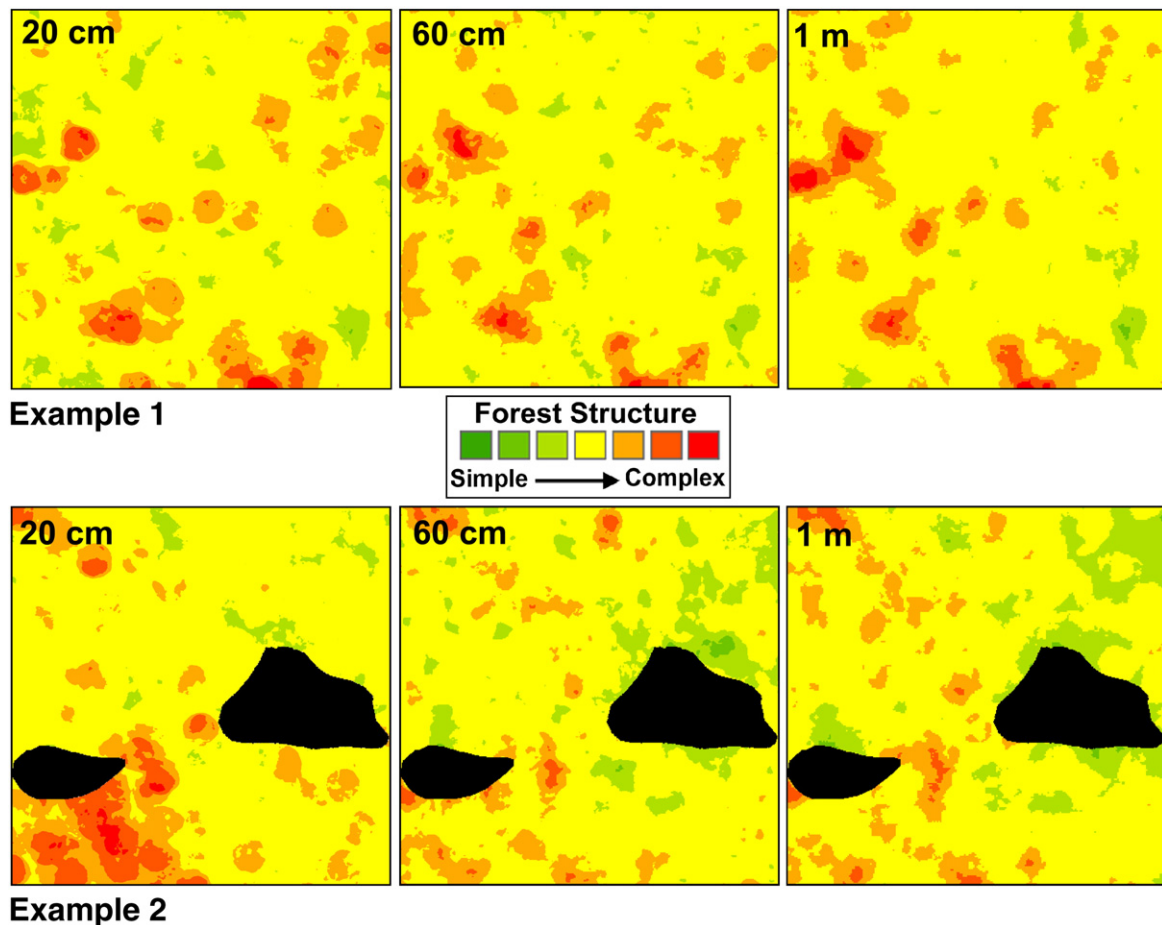 20 cm
60 cm
1 m
Example 1
Forest Structure
Simple
Complex
20 cm
60 cm
1 m
Example 2